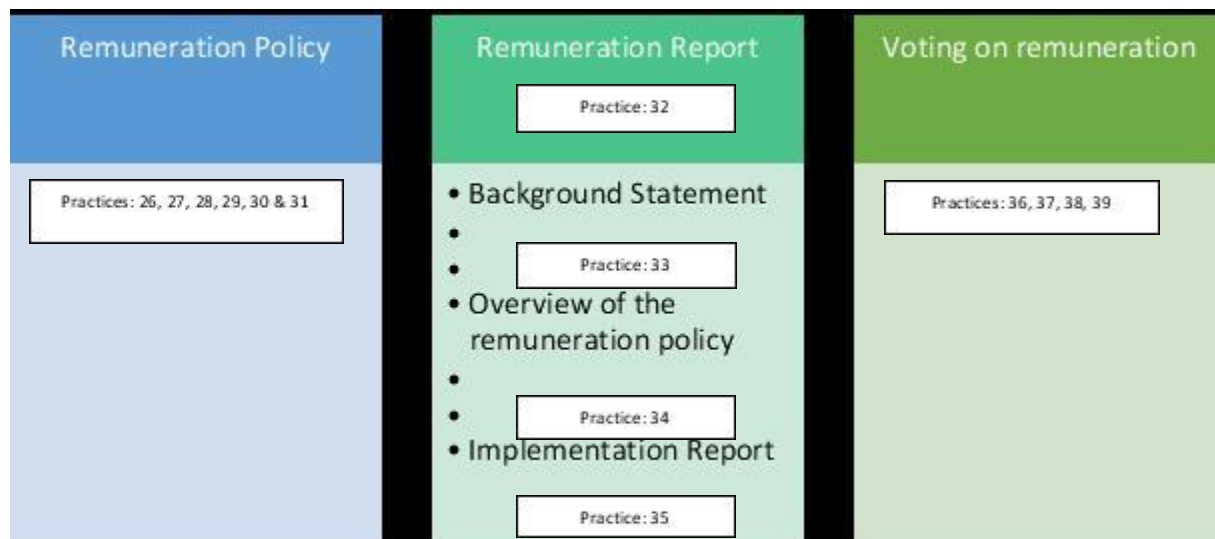 Remuneration Policy
Practices: 26, 27, 28, 29, 30 & 31
Remuneration Report
Practice: 32
• Background Statement
•
•
Practice: 33
• Overview of the
remuneration policy
•
•
Practice: 34
• Implementation Report
Practice: 35
Voting on remuneration
Practices: 36, 37, 38, 39